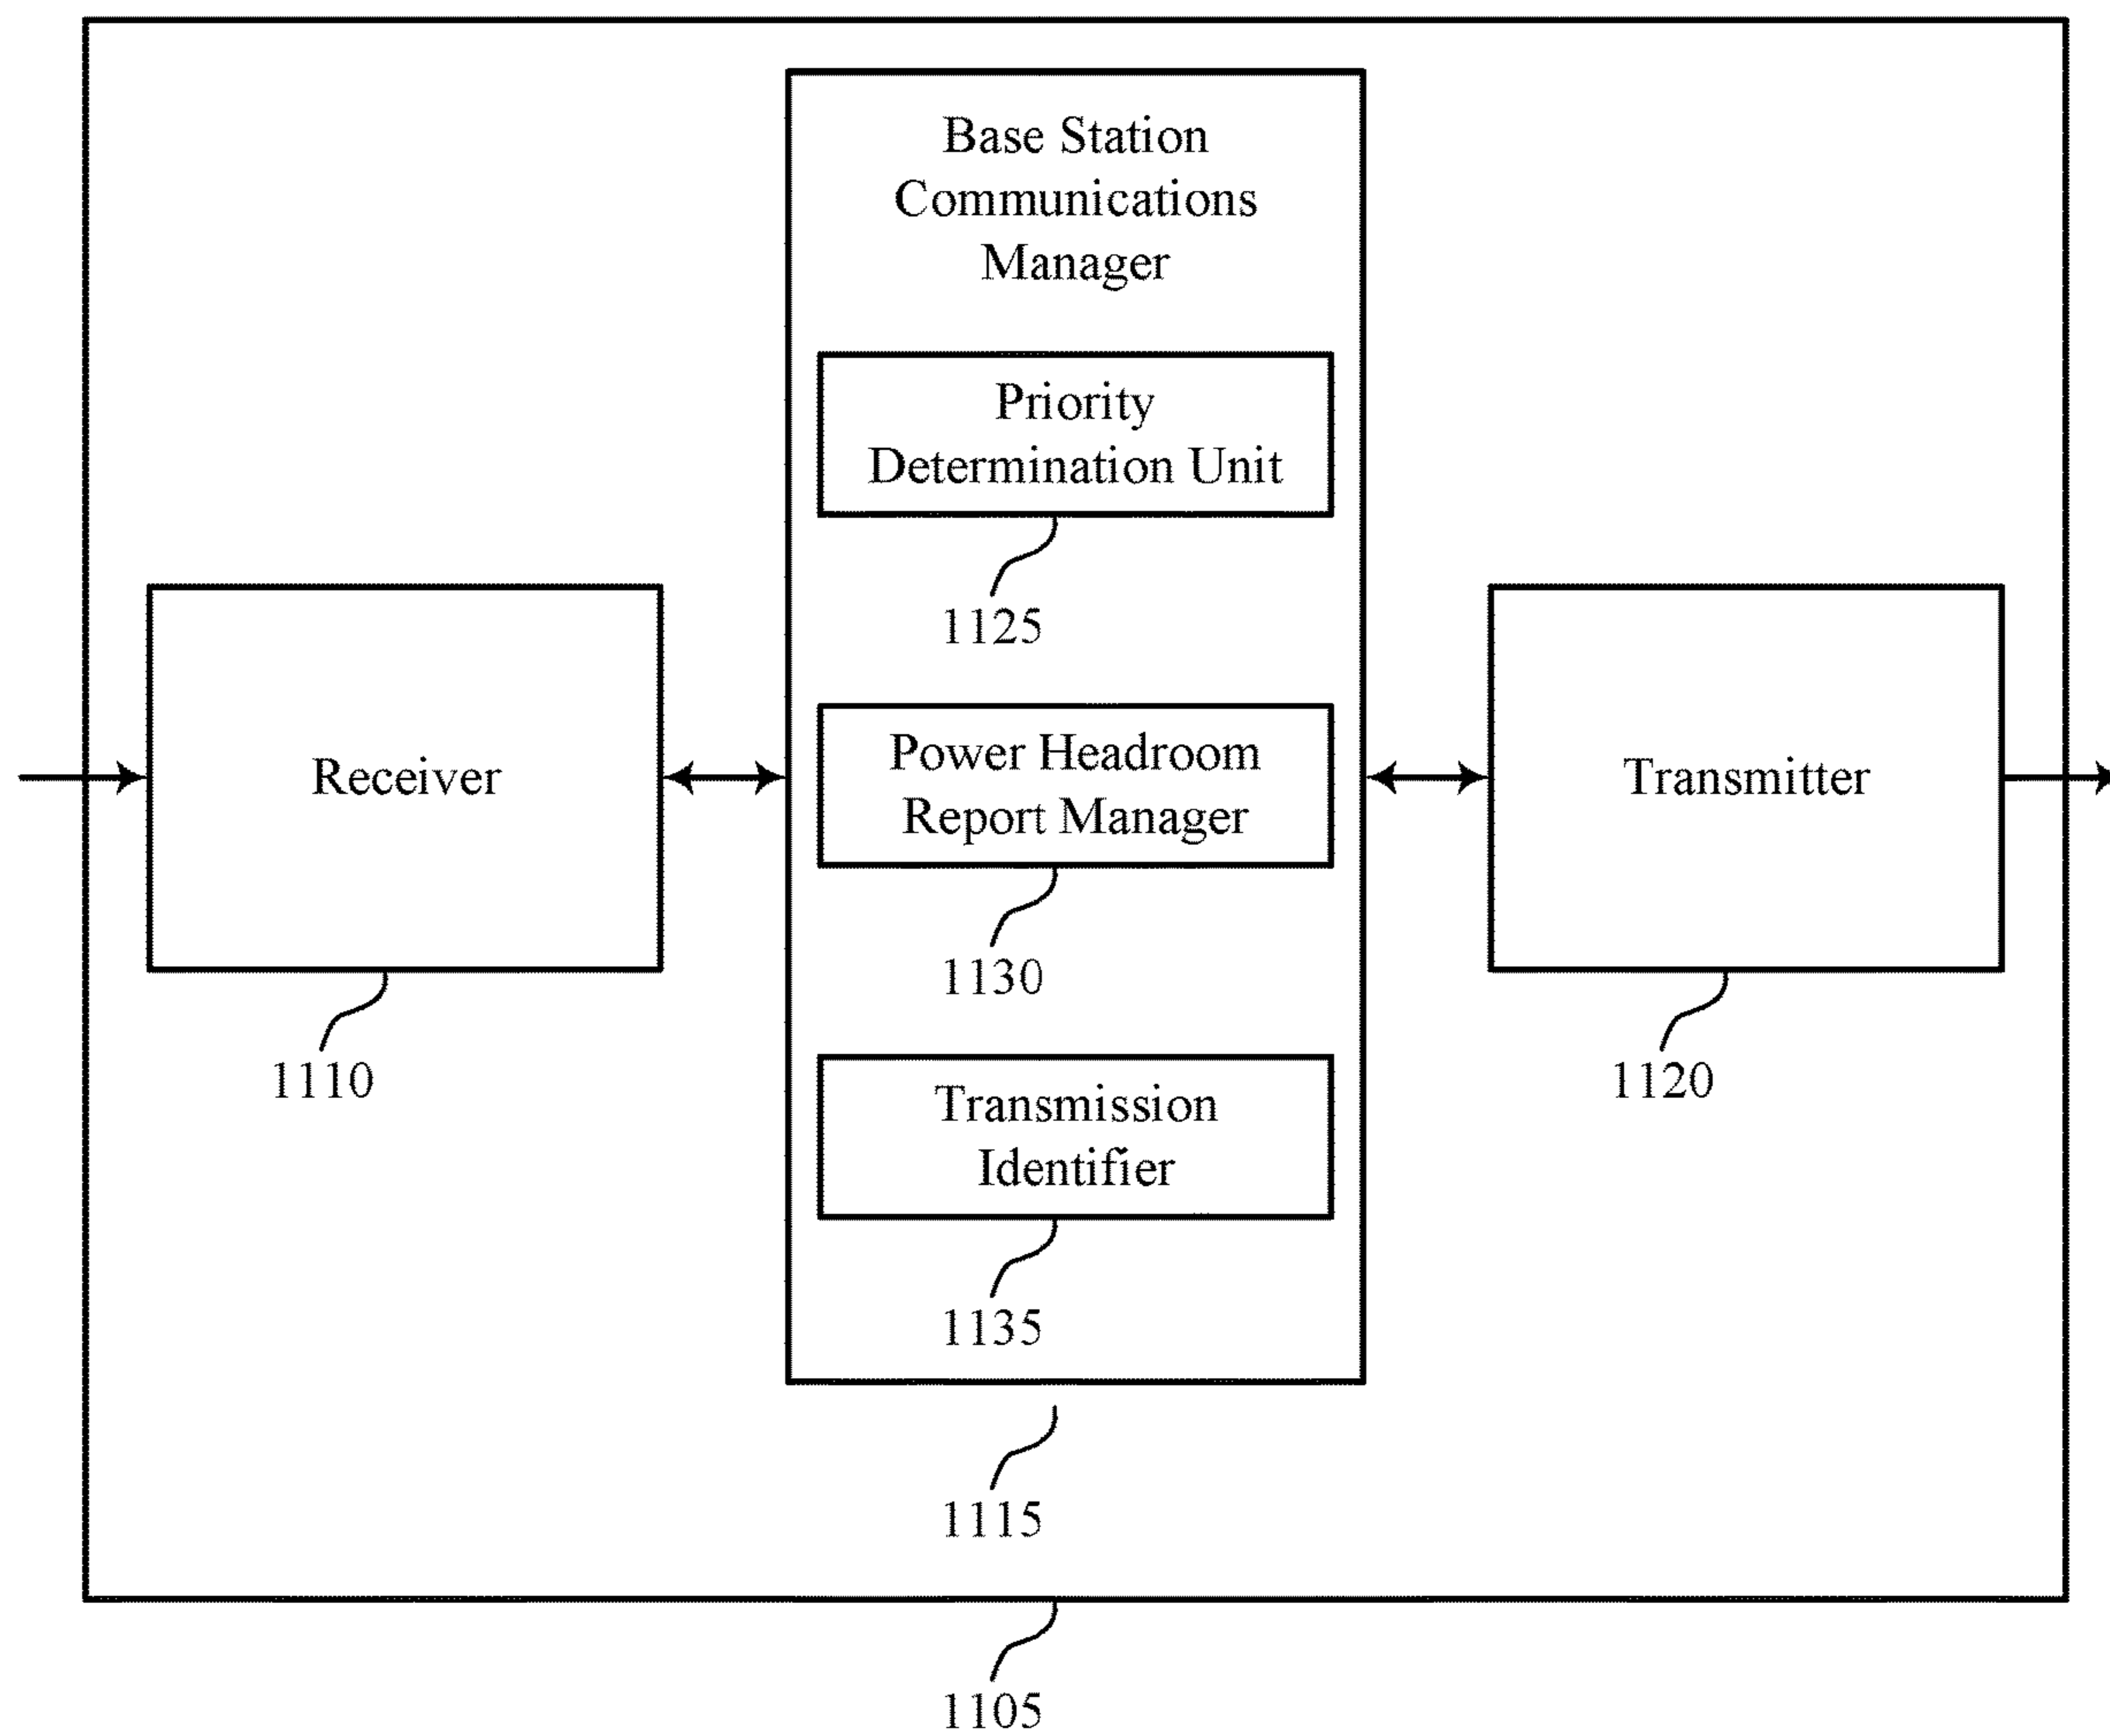 Base Station
Communications
Manager
Priority
Determination Unit
1125
Receiver
1110
Power Headroom
Report Manager
1130
Transmitter
1120
Transmission
Identifier
1135
1115
1105